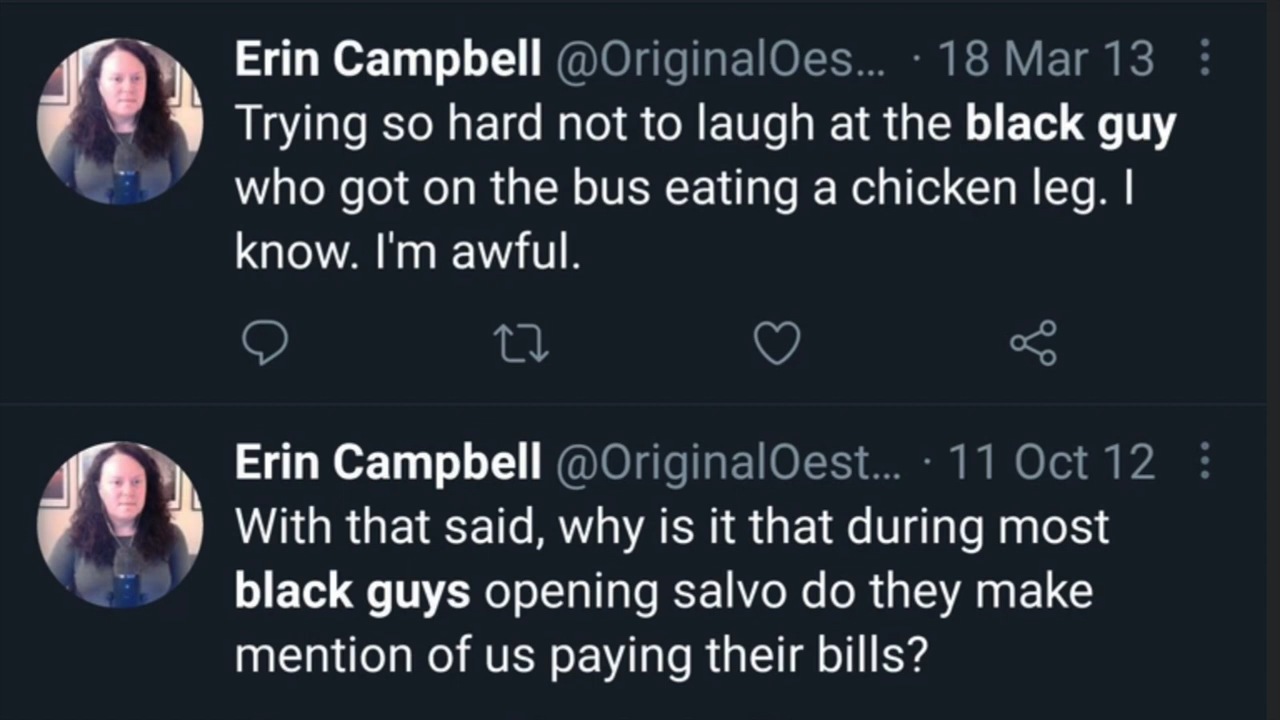 Erin Campbell @OriginalOes... · 18 Mar 13
Trying so hard not to laugh at the black guy
who got on the bus eating a chicken leg. I
know. I'm awful.
Erin Campbell @OriginalOest... · 11 Oct 12
With that said, why is it that during most
black guys opening salvo do they make
mention of us paying their bills?